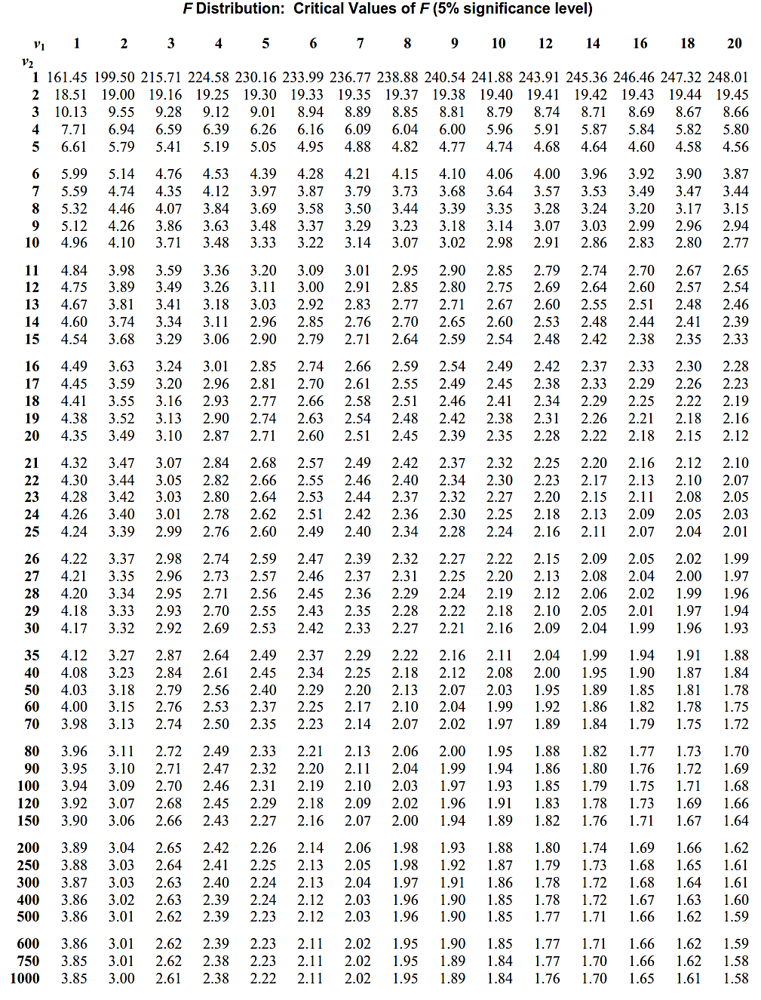 F Distribution: Critical Values of F (5% significance level)
v1 1 2 3 4 5 6 7 8 9 10 12 14 16 18 20
v2
1 161.45 199.50 215.71 224.58 230.16 233.99 236.77 238.88 240.54 241.88 243.91 245.36 246.46 247.32 248.01
2 18.51 19.00 19.16 19.25 19.30 19.33 19.35 19.37 19.38 19.40 19.41 19.42 19.43 19.44 19.45
3 10.13 9.55 9.28 9.12 9.01 8.94 8.89 8.85 8.81 8.79 8.74 8.71 8.69 8.67 8.66
4 7.71 6.94 6.59 6.39 6.26 6.16 6.09 6.04 6.00 5.96 5.91 5.87 5.84 5.82 5.80
5 6.61 5.79 5.41 5.19 5.05 4.95 4.88 4.82 4.77 4.74 4.68 4.64 4.60 4.58 4.56
6 5.99 5.14 4.76 4.53 4.39 4.28 4.21 4.15 4.10 4.06 4.00 3.96 3.92 3.90 3.87
7 5.59 4.74 4.35 4.12 3.97 3.87 3.79 3.73 3.68 3.64 3.57 3.53 3.49 3.47 3.44
8 5.32 4.46 4.07 3.84 3.69 3.58 3.50 3.44 3.39 3.35 3.28 3.24 3.20 3.17 3.15
9 5.12 4.26 3.86 3.63 3.48 3.37 3.29 3.23 3.18 3.14 3.07 3.03 2.99 2.96 2.94
10 4.96 4.10 3.71 3.48 3.33 3.22 3.14 3.07 3.02 2.98 2.91 2.86 2.83 2.80 2.77
11 4.84 3.98 3.59 3.36 3.20 3.09 3.01 2.95 2.90 2.85 2.79 2.74 2.70 2.67 2.65
12 4.75 3.89 3.49 3.26 3.11 3.00 2.91 2.85 2.80 2.75 2.69 2.64 2.60 2.57 2.54
13 4.67 3.81 3.41 3.18 3.03 2.92 2.83 2.77 2.71 2.67 2.60 2.55 2.51 2.48 2.46
14 4.60 3.74 3.34 3.11 2.96 2.85 2.76 2.70 2.65 2.60 2.53 2.48 2.44 2.41 2.39
15 4.54 3.68 3.29 3.06 2.90 2.79 2.71 2.64 2.59 2.54 2.48 2.42 2.38 2.35 2.33
16 4.49 3.63 3.24 3.01 2.85 2.74 2.66 2.59 2.54 2.49 2.42 2.37 2.33 2.30 2.28
17 4.45 3.59 3.20 2.96 2.81 2.70 2.61 2.55 2.49 2.45 2.38 2.33 2.29 2.26 2.23
18 4.41 3.55 3.16 2.93 2.77 2.66 2.58 2.51 2.46 2.41 2.34 2.29 2.25 2.22 2.19
19 4.38 3.52 3.13 2.90 2.74 2.63 2.54 2.48 2.42 2.38 2.31 2.26 2.21 2.18 2.16
20 4.35 3.49 3.10 2.87 2.71 2.60 2.51 2.45 2.39 2.35 2.28 2.22 2.18 2.15 2.12
21 4.32 3.47 3.07 2.84 2.68 2.57 2.49 2.42 2.37 2.32 2.25 2.20 2.16 2.12 2.10
22 4.30 3.44 3.05 2.82 2.66 2.55 2.46 2.40 2.34 2.30 2.23 2.17 2.13 2.10 2.07
23 4.28 3.42 3.03 2.80 2.64 2.53 2.44 2.37 2.32 2.27 2.20 2.15 2.11 2.08 2.05
24 4.26 3.40 3.01 2.78 2.62 2.51 2.42 2.36 2.30 2.25 2.18 2.13 2.09 2.05 2.03
25 4.24 3.39 2.99 2.76 2.60 2.49 2.40 2.34 2.28 2.24 2.16 2.11 2.07 2.04 2.01
26 4.22 3.37 2.98 2.74 2.59 2.47 2.39 2.32 2.27 2.22 2.15 2.09 2.05 2.02 1.99
27 4.21 3.35 2.96 2.73 2.57 2.46 2.37 2.31 2.25 2.20 2.13 2.08 2.04 2.00 1.97
28 4.20 3.34 2.95 2.71 2.56 2.45 2.36 2.29 2.24 2.19 2.12 2.06 2.02 1.99 1.96
29 4.18 3.33 2.93 2.70 2.55 2.43 2.35 2.28 2.22 2.18 2.10 2.05 2.01 1.97 1.94
30 4.17 3.32 2.92 2.69 2.53 2.42 2.33 2.27 2.21 2.16 2.09 2.04 1.99 1.96 1.93
35 4.12 3.27 2.87 2.64 2.49 2.37 2.29 2.22 2.16 2.11 2.04 1.99 1.94 1.91 1.88
40 4.08 3.23 2.84 2.61 2.45 2.34 2.25 2.18 2.12 2.08 2.00 1.95 1.90 1.87 1.84
50 4.03 3.18 2.79 2.56 2.40 2.29 2.20 2.13 2.07 2.03 1.95 1.89 1.85 1.81 1.78
60 4.00 3.15 2.76 2.53 2.37 2.25 2.17 2.10 2.04 1.99 1.92 1.86 1.82 1.78 1.75
70 3.98 3.13 2.74 2.50 2.35 2.23 2.14 2.07 2.02 1.97 1.89 1.84 1.79 1.75 1.72
80 3.96 3.11 2.72 2.49 2.33 2.21 2.13 2.06 2.00 1.95 1.88 1.82 1.77 1.73 1.70
90 3.95 3.10 2.71 2.47 2.32 2.20 2.11 2.04 1.99 1.94 1.86 1.80 1.76 1.72 1.69
100 3.94 3.09 2.70 2.46 2.31 2.19 2.10 2.03 1.97 1.93 1.85 1.79 1.75 1.71 1.68
120 3.92 3.07 2.68 2.45 2.29 2.18 2.09 2.02 1.96 1.91 1.83 1.78 1.73 1.69 1.66
150 3.90 3.06 2.66 2.43 2.27 2.16 2.07 2.00 1.94 1.89 1.82 1.76 1.71 1.67 1.64
200 3.89 3.04 2.65 2.42 2.26 2.14 2.06 1.98 1.93 1.88 1.80 1.74 1.69 1.66 1.62
250 3.88 3.03 2.64 2.41 2.25 2.13 2.05 1.98 1.92 1.87 1.79 1.73 1.68 1.65 1.61
300 3.87 3.03 2.63 2.40 2.24 2.13 2.04 1.97 1.91 1.86 1.78 1.72 1.68 1.64 1.61
400 3.86 3.02 2.63 2.39 2.24 2.12 2.03 1.96 1.90 1.85 1.78 1.72 1.67 1.63 1.60
500 3.86 3.01 2.62 2.39 2.23 2.12 2.03 1.96 1.90 1.85 1.77 1.71 1.66 1.62 1.59
600 3.86 3.01 2.62 2.39 2.23 2.11 2.02 1.95 1.90 1.85 1.77 1.71 1.66 1.62 1.59
750 3.85 3.01 2.62 2.38 2.23 2.11 2.02 1.95 1.89 1.84 1.77 1.70 1.66 1.62 1.58
1000 3.85 3.00 2.61 2.38 2.22 2.11 2.02 1.95 1.89 1.84 1.76 1.70 1.65 1.61 1.58